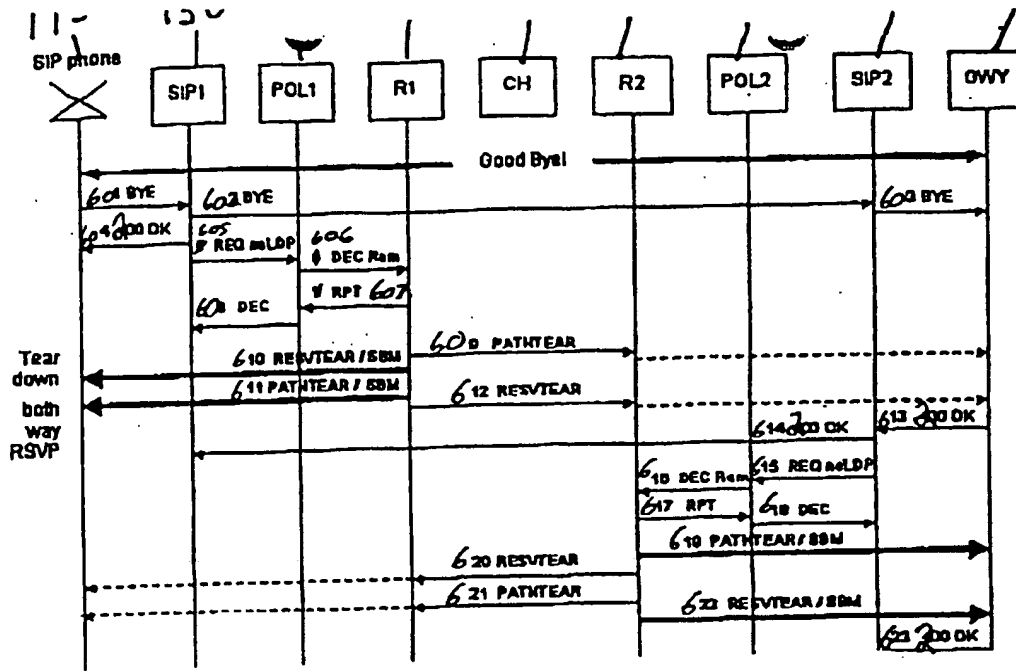 SIP phone
SIP1 POL1 R1 CH R2 POL2 SIP2 GWY
Good Bye!
601 BYE
602 BYE
603 BYE
604 200 OK
605 REQ noLDP
606 DEC Rem
RPT 607
608 DEC
609 PATHTEAR
610 RESVTEAR / SBM
611 PATHTEAR / SBM
612 RESVTEAR
Tear
down
both
way
RSVP
613 200 OK
614 200 OK
615 REQ noLDP
616 DEC Rem
617 RPT
618 DEC
619 PATHTEAR / SBM
620 RESVTEAR
621 PATHTEAR
622 RESVTEAR / SBM
623 200 OK